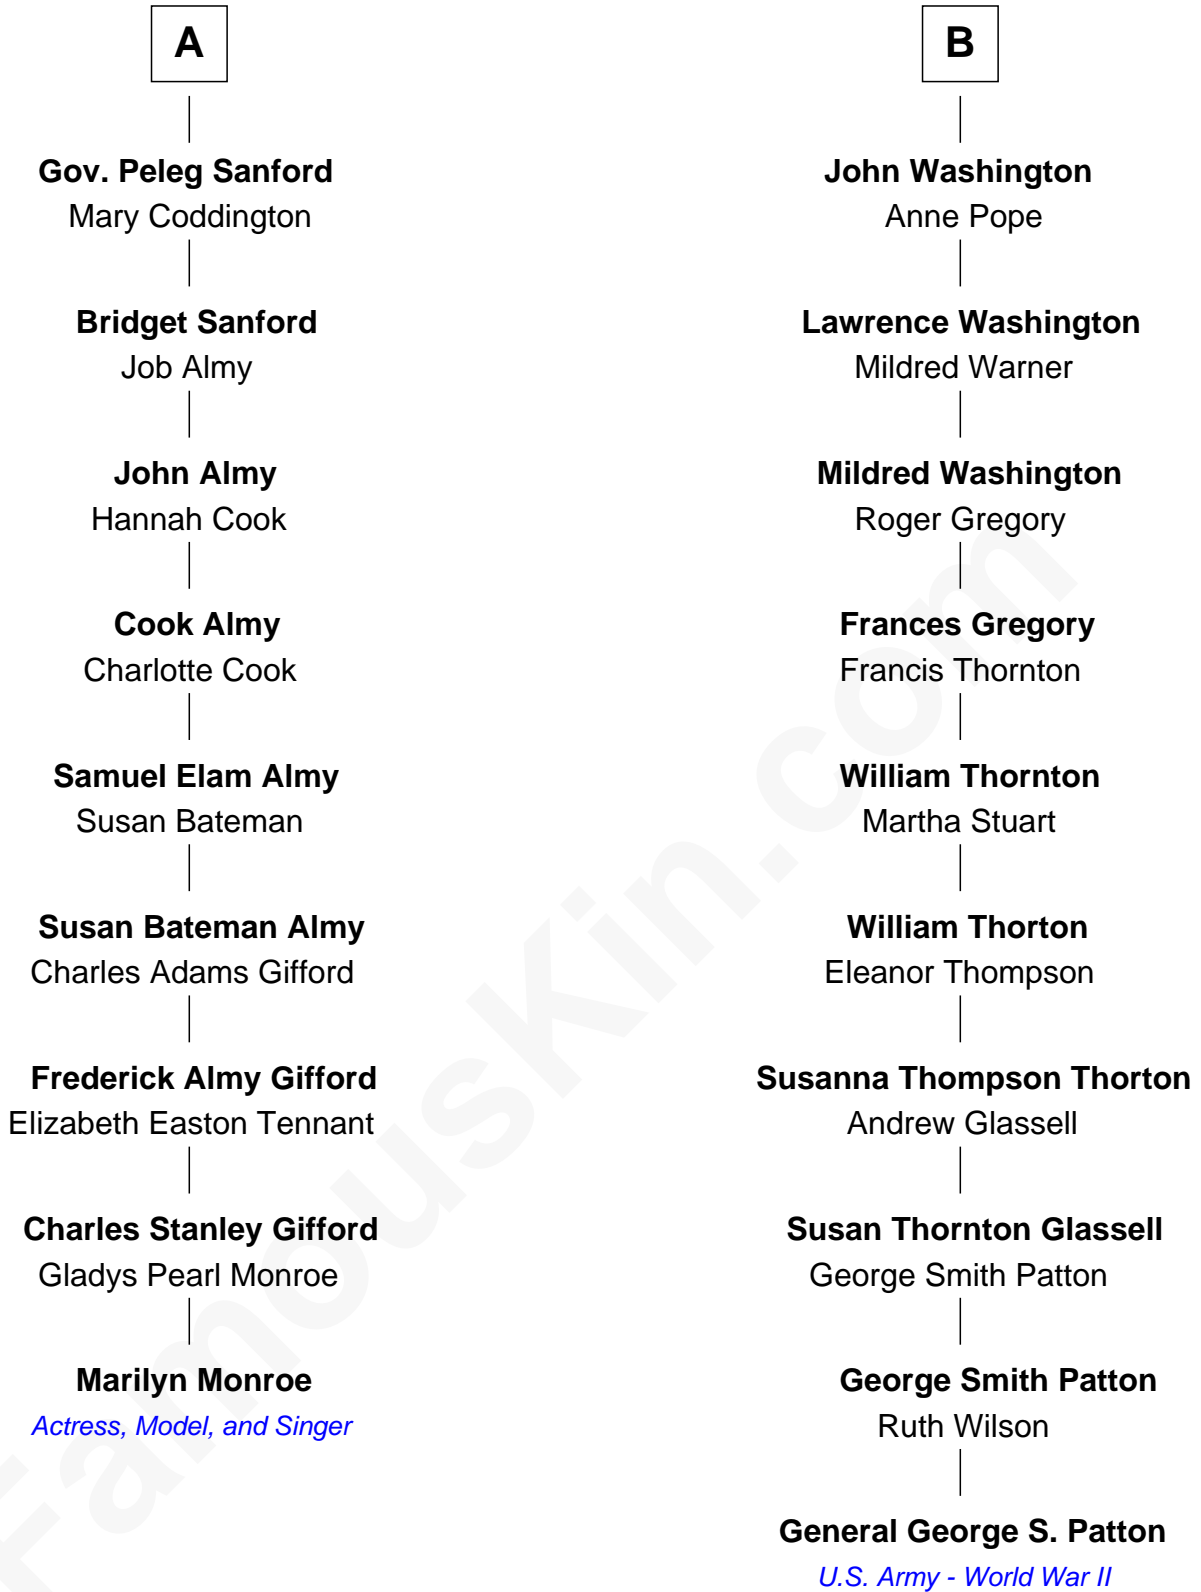 A
Gov. Peleg Sanford
Mary Coddington
Bridget Sanford
Job Almy
John Almy
Hannah Cook
Cook Almy
Charlotte Cook
Samuel Elam Almy
Susan Bateman
Susan Bateman Almy
Charles Adams Gifford
Frederick Almy Gifford
Elizabeth Easton Tennant
Charles Stanley Gifford
Gladys Pearl Monroe
Marilyn Monroe
Actress, Model, and Singer
B
John Washington
Anne Pope
Lawrence Washington
Mildred Warner
Mildred Washington
Roger Gregory
Frances Gregory
Francis Thornton
William Thornton
Martha Stuart
William Thorton
Eleanor Thompson
Susanna Thompson Thorton
Andrew Glassell
Susan Thornton Glassell
George Smith Patton
George Smith Patton
Ruth Wilson
General George S. Patton
U.S. Army - World War II
FamousKin.com